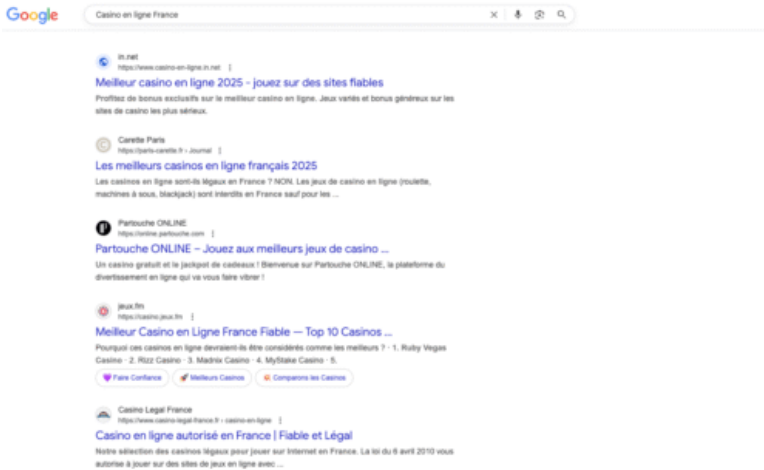 Google
Casino en ligne France
in.net
https://www.casino-en-ligne.in.net
Meilleur casino en ligne 2025 - jouez sur des sites fiables
Profitez de bonus exclusifs sur le meilleur casino en ligne. Jeux variés et bonus généreux sur les
sites de casino les plus sérieux.
Carette Paris
https://paris-carette.fr › Journal
Les meilleurs casinos en ligne français 2025
Les casinos en ligne sont-ils légaux en France ? NON. Les jeux de casino en ligne (roulette,
machines à sous, blackjack) sont interdits en France sauf pour les ...
Partouche ONLINE
https://online.partouche.com
Partouche ONLINE – Jouez aux meilleurs jeux de casino ...
Un casino gratuit et le jackpot de cadeaux ! Bienvenue sur Partouche ONLINE, la plateforme du
divertissement en ligne qui va vous faire vibrer !
jeux.fm
https://casino.jeux.fm
Meilleur Casino en Ligne France Fiable — Top 10 Casinos ...
Pourquoi ces casinos en ligne devraient-ils être considérés comme les meilleurs ? · 1. Ruby Vegas
Casino · 2. Rizz Casino · 3. Madnix Casino · 4. MyStake Casino · 5.
💜 Faire Confiance 🚀 Meilleurs Casinos 💥 Comparons les Casinos
Casino Legal France
https://www.casino-legal-france.fr › casino-en-ligne
Casino en ligne autorisé en France | Fiable et Légal
Notre sélection des casinos légaux pour jouer sur Internet en France. La loi du 6 avril 2010 vous
autorise à jouer sur des sites de jeux en ligne avec ...